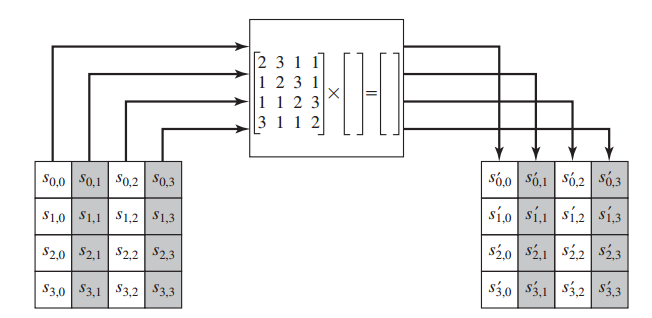 2 3 1 1
1 2 3 1
1 1 2 3
3 1 1 2
× =
s0,0 s0,1 s0,2 s0,3
s1,0 s1,1 s1,2 s1,3
s2,0 s2,1 s2,2 s2,3
s3,0 s3,1 s3,2 s3,3
s′0,0 s′0,1 s′0,2 s′0,3
s′1,0 s′1,1 s′1,2 s′1,3
s′2,0 s′2,1 s′2,2 s′2,3
s′3,0 s′3,1 s′3,2 s′3,3